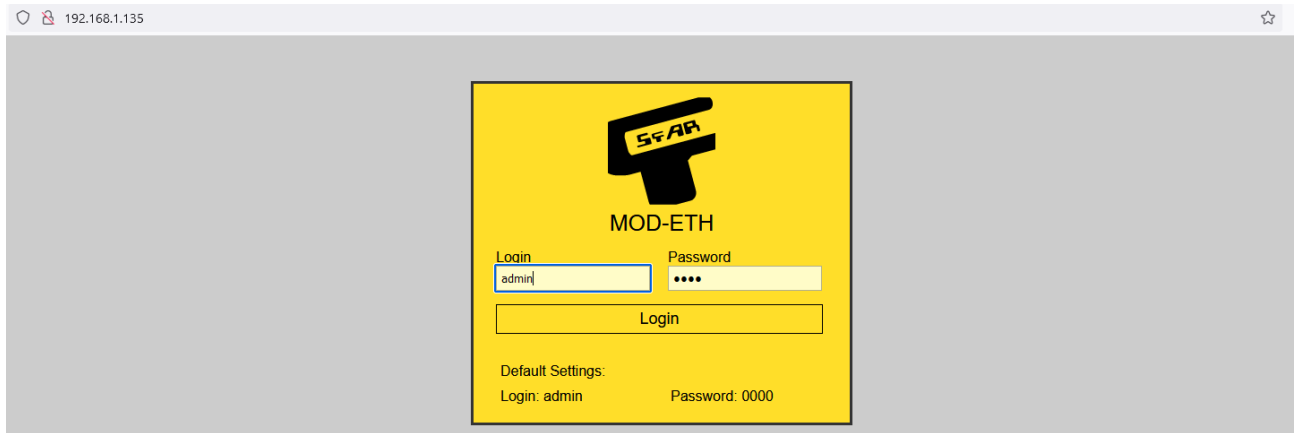 192.168.1.135
SFAR
MOD-ETH
Login Password
admin ••••
Login
Default Settings:
Login: admin Password: 0000